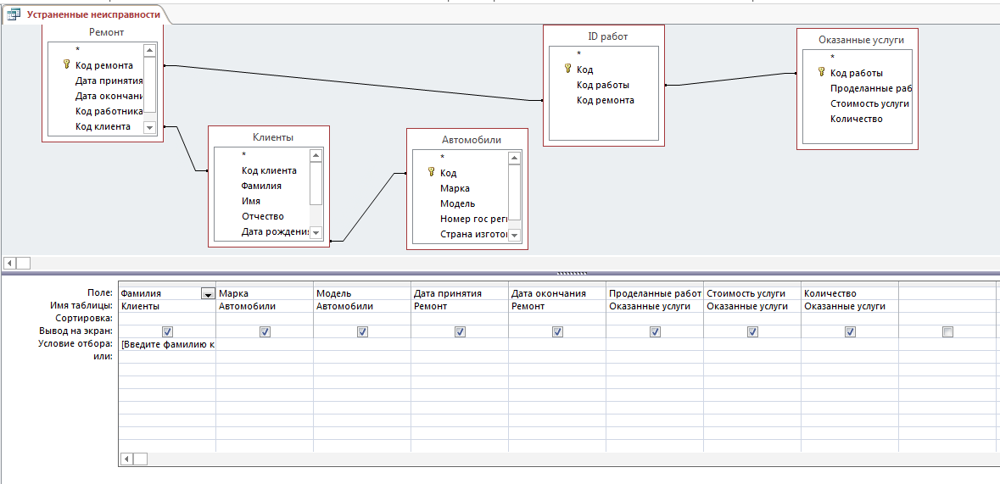 Устраненные неисправности
Ремонт
*
Код ремонта
Дата принятия
Дата окончани
Код работника
Код клиента
Клиенты
*
Код клиента
Фамилия
Имя
Отчество
Дата рождения
Автомобили
*
Код
Марка
Модель
Номер гос реги
Страна изготов
ID работ
*
Код
Код работы
Код ремонта
Оказанные услуги
*
Код работы
Проделанные раб
Стоимость услуги
Количество
Поле: Фамилия Марка Модель Дата принятия Дата окончания Проделанные работ Стоимость услуги Количество
Имя таблицы: Клиенты Автомобили Автомобили Ремонт Ремонт Оказанные услуги Оказанные услуги Оказанные услуги
Сортировка:
Вывод на экран:
Условие отбора: [Введите фамилию к
или: